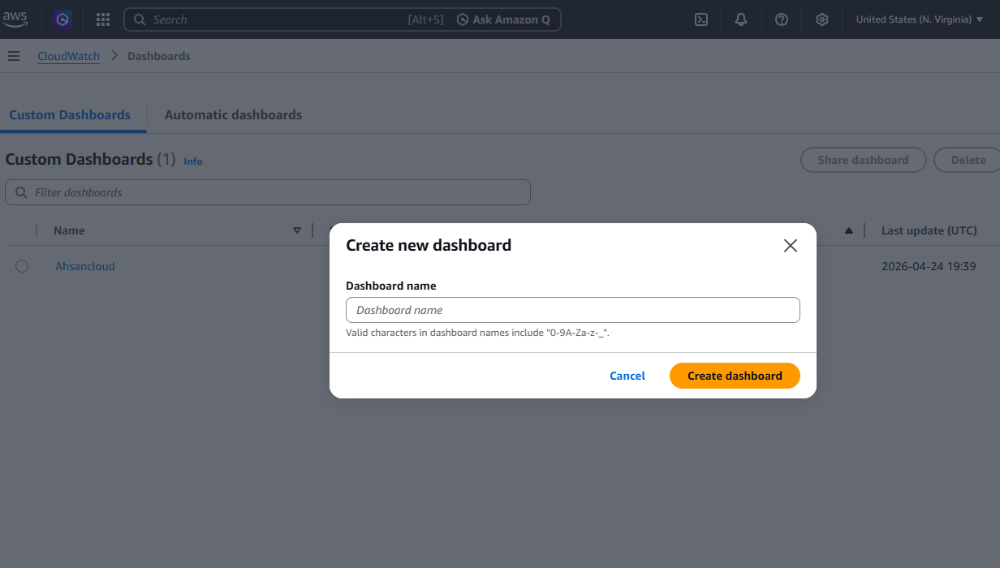 aws
Search [Alt+S] Ask Amazon Q United States (N. Virginia)
CloudWatch Dashboards
Custom Dashboards Automatic dashboards
Custom Dashboards (1) Info Share dashboard Delete
Filter dashboards
Name Last update (UTC)
Ahsancloud 2026-04-24 19:39
Create new dashboard
Dashboard name
Dashboard name
Valid characters in dashboard names include "0-9A-Za-z-_".
Cancel Create dashboard